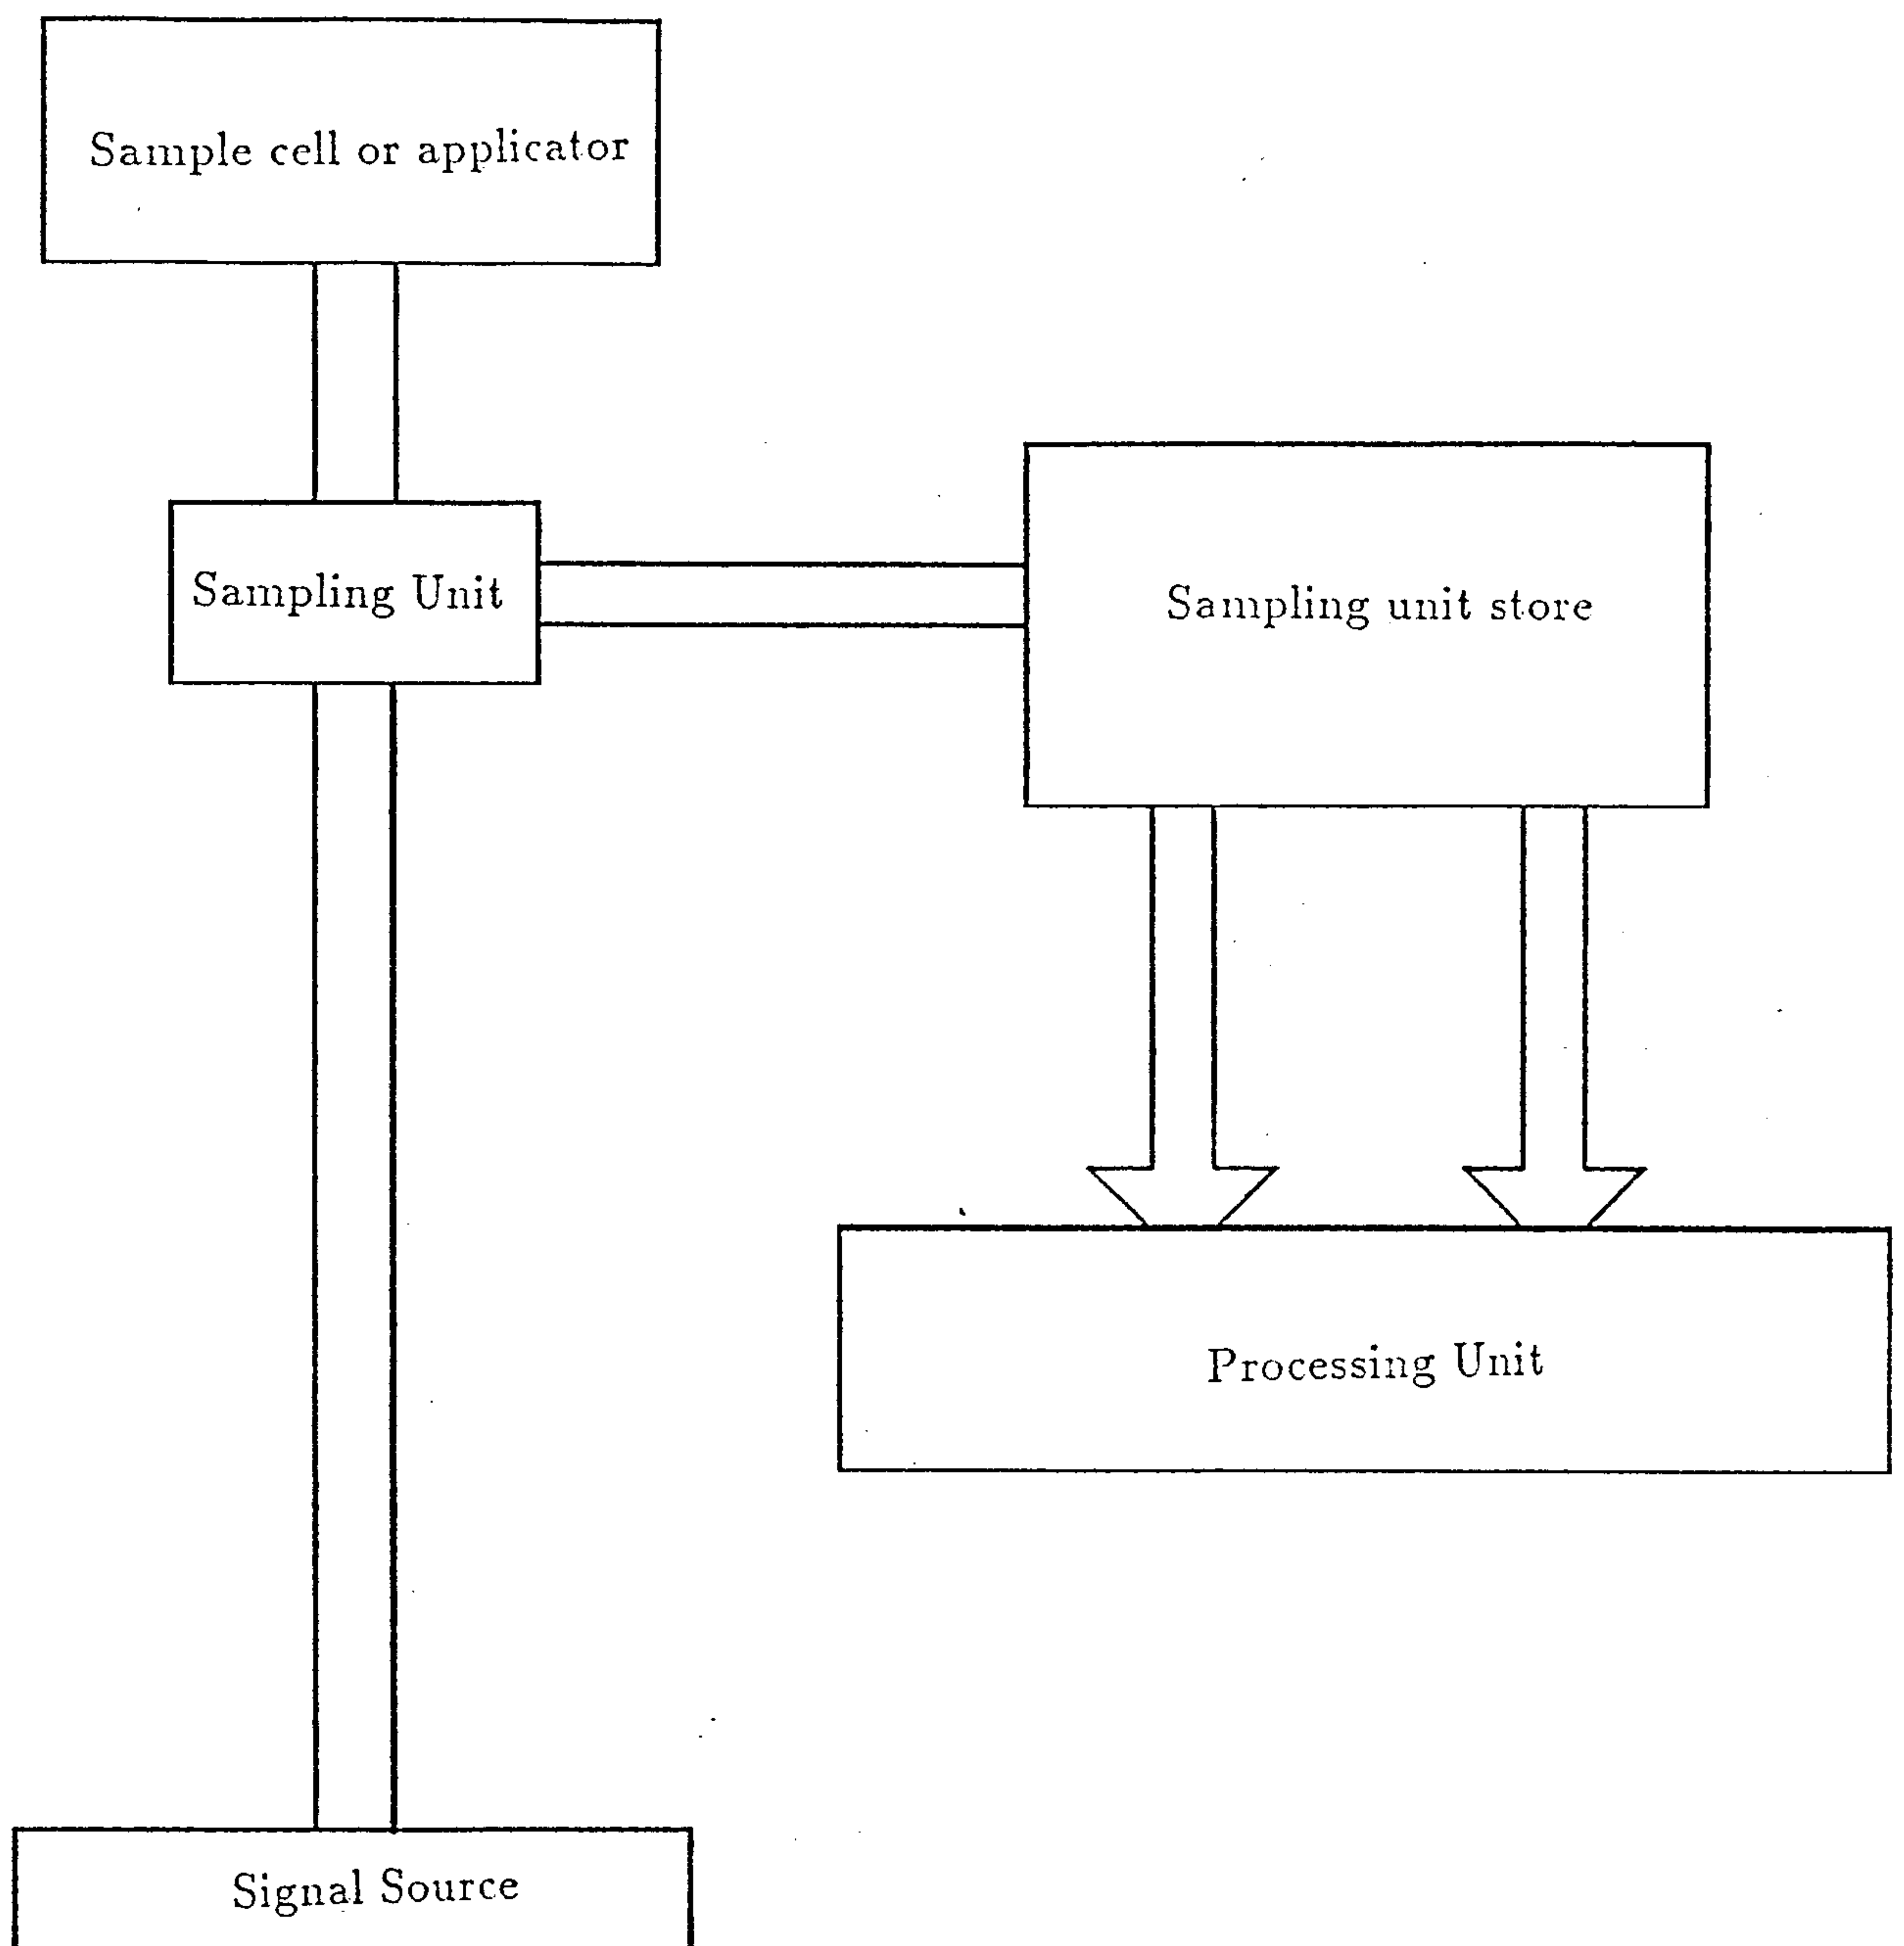 Sample cell or applicator
Sampling Unit
Sampling unit store
Processing Unit
Signal Source